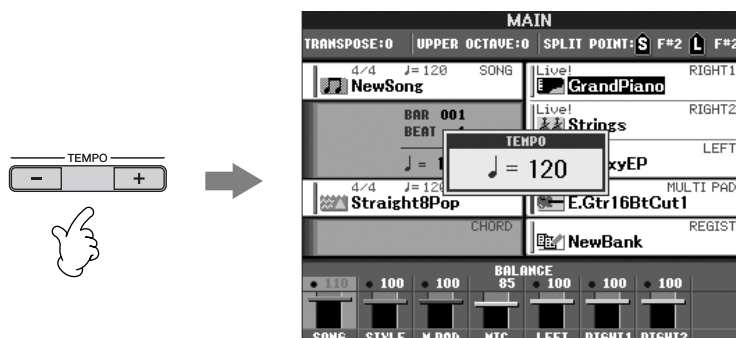 TEMPO
− +
MAIN
TRANSPOSE:0 UPPER OCTAVE:0 SPLIT POINT: S F#2 L F#2
4/4 ♩=120 SONG
NewSong
BAR 001
BEAT
♩ = 1
4/4 ♩=12
Straight8Pop
CHORD
Live! RIGHT1
GrandPiano
Live! RIGHT2
Strings
LEFT
xyEP
TEMPO
♩ = 120
MULTI PAD
E.Gtr16BtCut1
REGIST
NewBank
BALANCE
110 100 100 85 100 100 100
SONG STYLE M.PAD MIC LEFT RIGHT1 RIGHT2